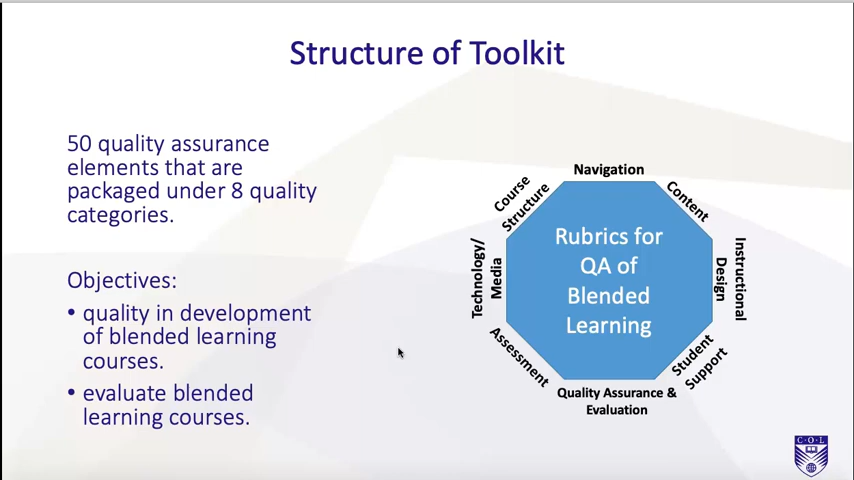 Structure of Toolkit
50 quality assurance
elements that are
packaged under 8 quality
categories.
Objectives:
• quality in development
of blended learning
courses.
• evaluate blended
learning courses.
Navigation
Content
Instructional
Design
Student
Support
Quality Assurance &
Evaluation
Assessment
Technology/
Media
Course
Structure
Rubrics for
QA of
Blended
Learning
C·O·L